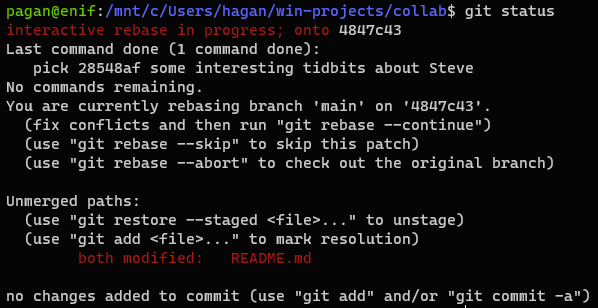 pagan@enif:/mnt/c/Users/hagan/win-projects/collab$ git status
interactive rebase in progress; onto 4847c43
Last command done (1 command done):
   pick 28548af some interesting tidbits about Steve
No commands remaining.
You are currently rebasing branch 'main' on '4847c43'.
  (fix conflicts and then run "git rebase --continue")
  (use "git rebase --skip" to skip this patch)
  (use "git rebase --abort" to check out the original branch)

Unmerged paths:
  (use "git restore --staged <file>..." to unstage)
  (use "git add <file>..." to mark resolution)
        both modified:   README.md

no changes added to commit (use "git add" and/or "git commit -a")